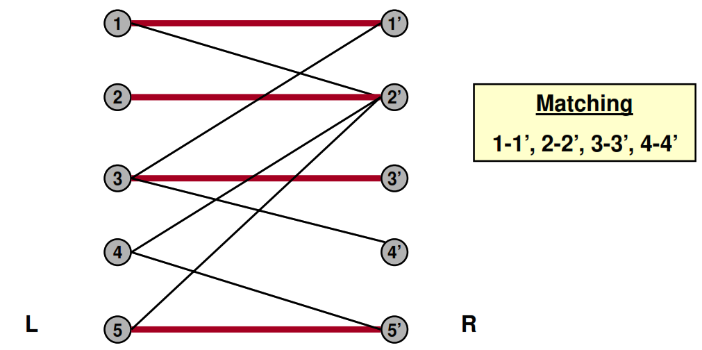 1 1’
2 2’
3 3’
4 4’
5 5’
L R
Matching
1-1’, 2-2’, 3-3’, 4-4’